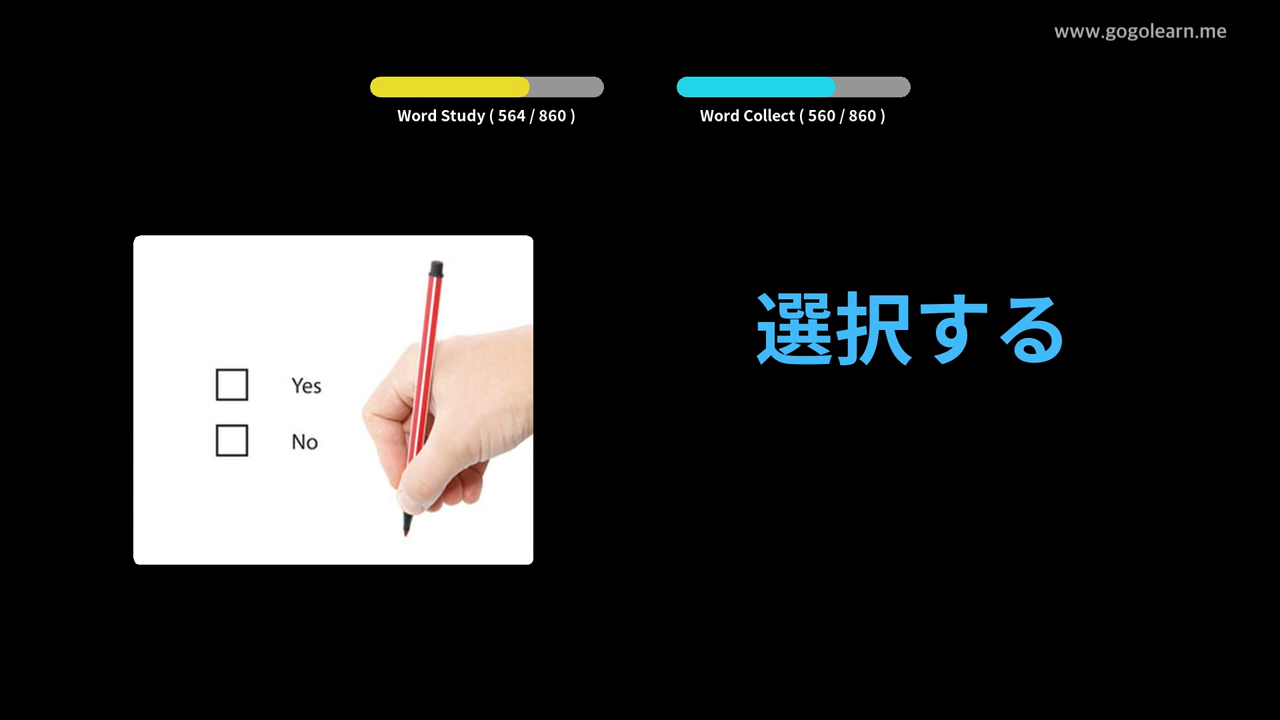 www.gogolearn.me
Word Study ( 564 / 860 )
Word Collect ( 560 / 860 )
選択する
Yes
No